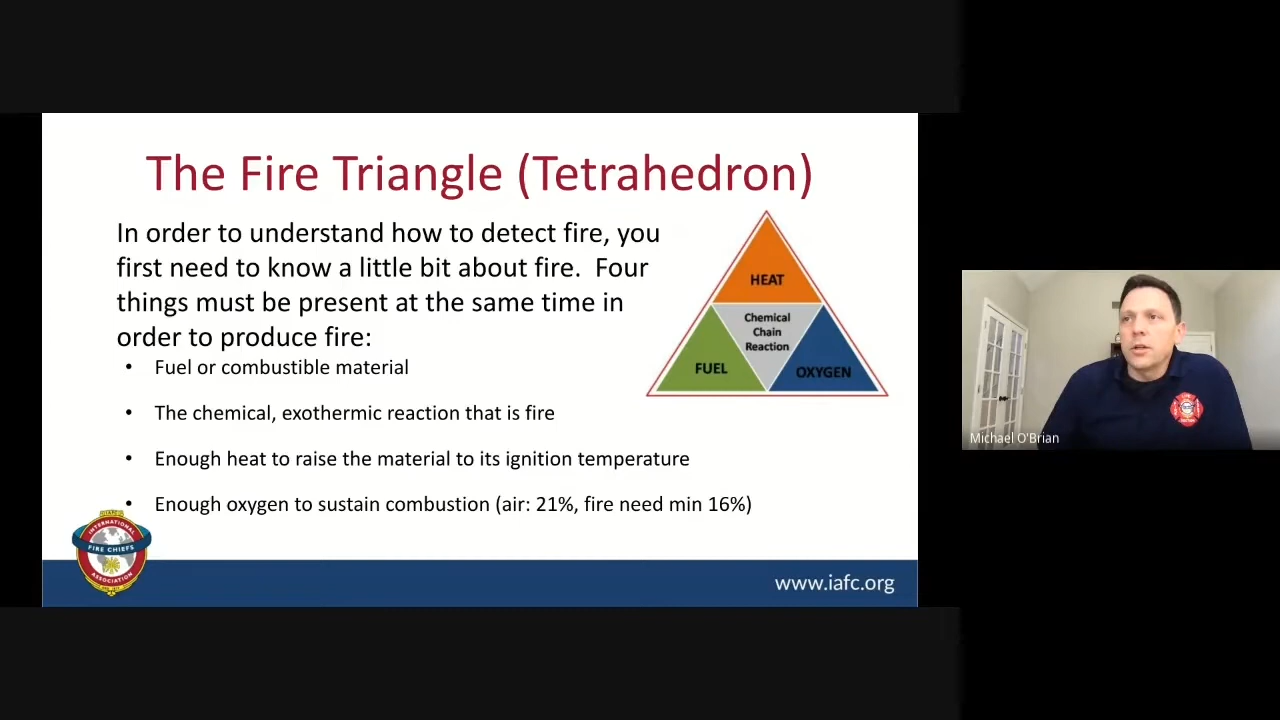 The Fire Triangle (Tetrahedron)
In order to understand how to detect fire, you
first need to know a little bit about fire.  Four
things must be present at the same time in
order to produce fire:
• Fuel or combustible material
• The chemical, exothermic reaction that is fire
• Enough heat to raise the material to its ignition temperature
• Enough oxygen to sustain combustion (air: 21%, fire need min 16%)
HEAT
Chemical
Chain
Reaction
FUEL
OXYGEN
INTERNATIONAL
FIRE CHIEFS
ASSOCIATION
www.iafc.org
Michael O'Brian